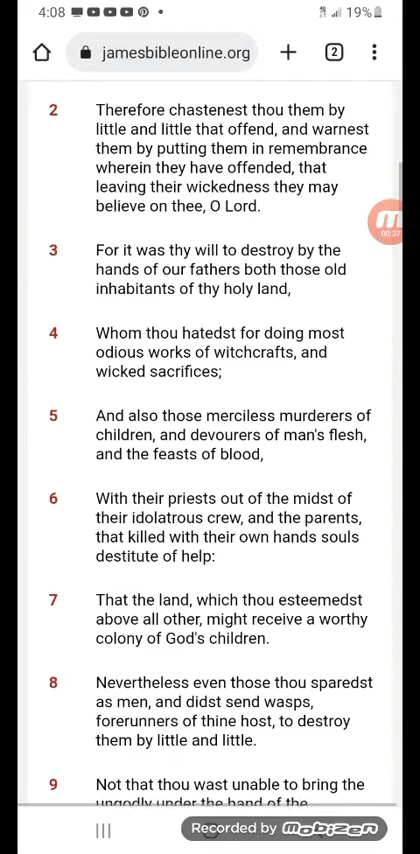 4:08 19%
jamesbibleonline.org 2
2 Therefore chastenest thou them by
little and little that offend, and warnest
them by putting them in remembrance
wherein they have offended, that
leaving their wickedness they may
believe on thee, O Lord.
00:37
3 For it was thy will to destroy by the
hands of our fathers both those old
inhabitants of thy holy land,
4 Whom thou hatedst for doing most
odious works of witchcrafts, and
wicked sacrifices;
5 And also those merciless murderers of
children, and devourers of man's flesh,
and the feasts of blood,
6 With their priests out of the midst of
their idolatrous crew, and the parents,
that killed with their own hands souls
destitute of help:
7 That the land, which thou esteemedst
above all other, might receive a worthy
colony of God's children.
8 Nevertheless even those thou sparedst
as men, and didst send wasps,
forerunners of thine host, to destroy
them by little and little.
9 Not that thou wast unable to bring the
ungodly under the hand of the
Recorded by mobizen